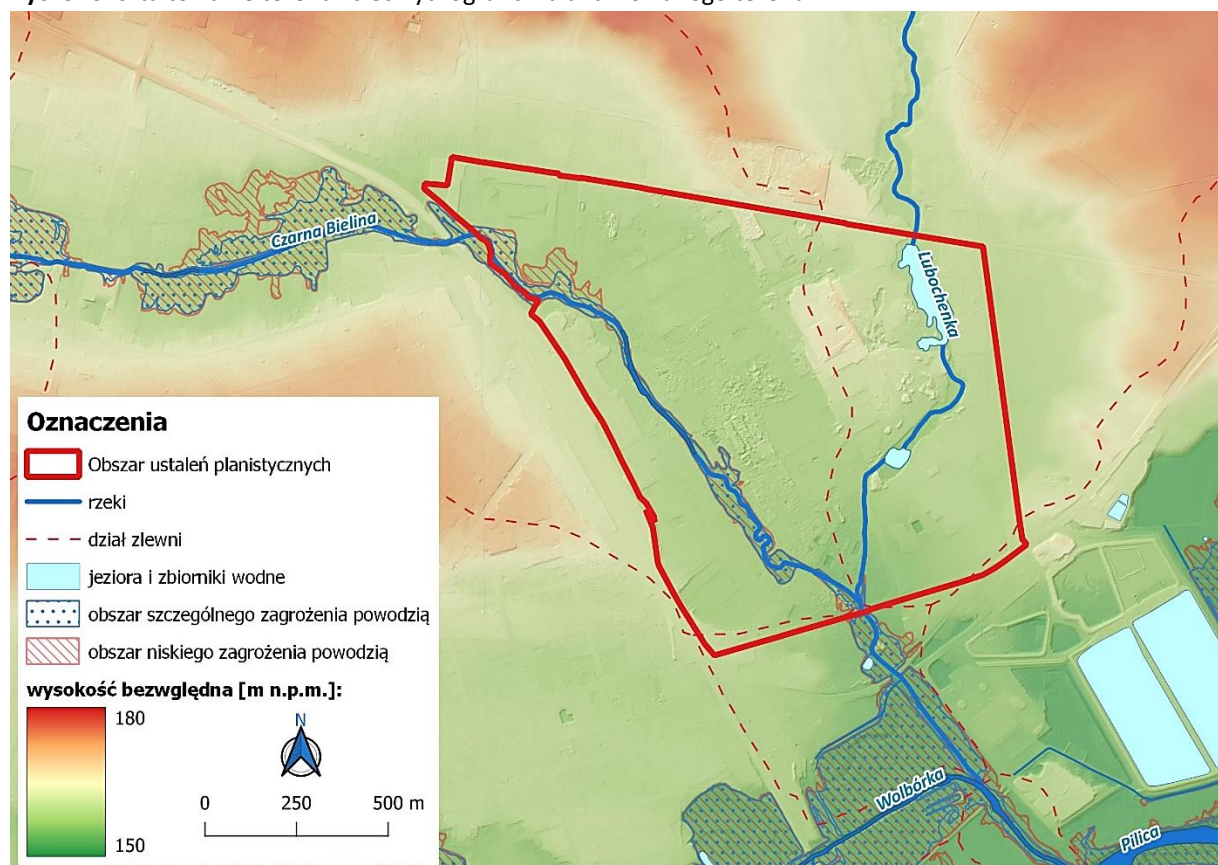 Czarna Bielina
Lubochenka
Oznaczenia
Obszar ustaleń planistycznych
rzeki
dział zlewni
jeziora i zbiorniki wodne
obszar szczególnego zagrożenia powodzią
obszar niskiego zagrożenia powodzią
wysokość bezwględna [m n.p.m.]:
180
150
N
0 250 500 m
Wolbórka
Pilica